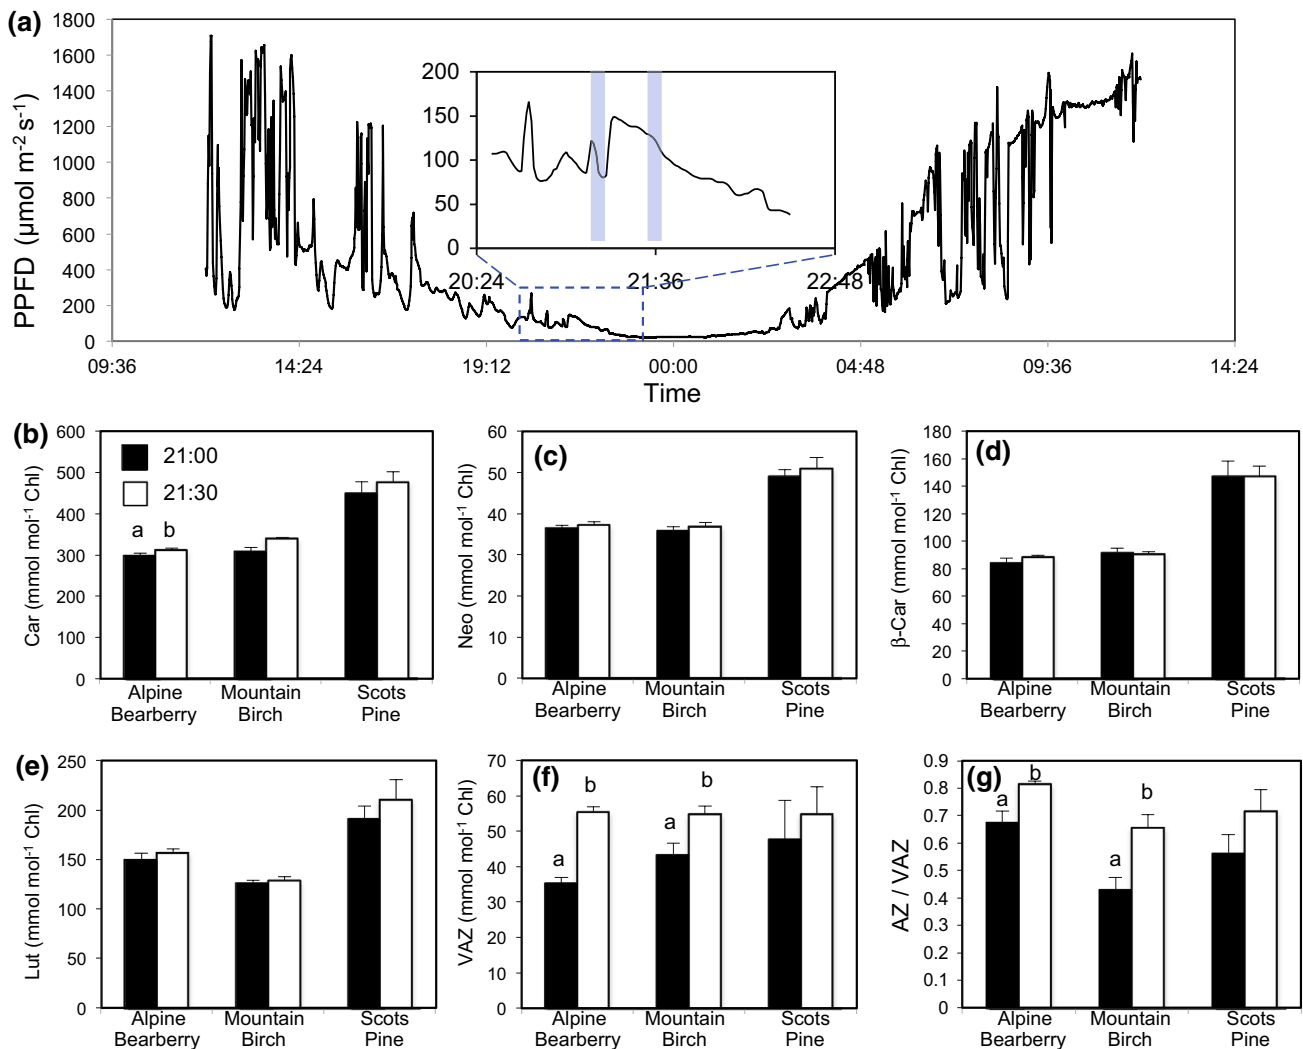 (a)
PPFD (µmol m⁻² s⁻¹)
1800
1600
1400
1200
1000
800
600
400
200
0
200
150
100
50
0
20:24 21:36 22:48
09:36 14:24 19:12 00:00 04:48 09:36 14:24
Time
(b)
Car (mmol mol⁻¹ Chl)
600
500
400
300
200
100
0
21:00
21:30
a b
Alpine Bearberry Mountain Birch Scots Pine
(c)
Neo (mmol mol⁻¹ Chl)
60
50
40
30
20
10
0
Alpine Bearberry Mountain Birch Scots Pine
(d)
β-Car (mmol mol⁻¹ Chl)
180
160
140
120
100
80
60
40
20
0
Alpine Bearberry Mountain Birch Scots Pine
(e)
Lut (mmol mol⁻¹ Chl)
250
200
150
100
50
0
Alpine Bearberry Mountain Birch Scots Pine
(f)
VAZ (mmol mol⁻¹ Chl)
70
60
50
40
30
20
10
0
a b a b
Alpine Bearberry Mountain Birch Scots Pine
(g)
AZ / VAZ
0.9
0.8
0.7
0.6
0.5
0.4
0.3
0.2
0.1
0
a b a b
Alpine Bearberry Mountain Birch Scots Pine